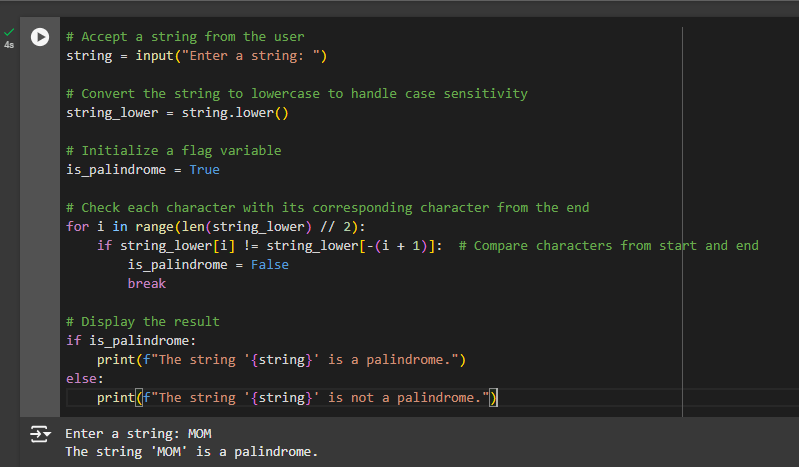 # Accept a string from the user
string = input("Enter a string: ")
# Convert the string to lowercase to handle case sensitivity
string_lower = string.lower()
# Initialize a flag variable
is_palindrome = True
# Check each character with its corresponding character from the end
for i in range(len(string_lower) // 2):
    if string_lower[i] != string_lower[-(i + 1)]:  # Compare characters from start and end
        is_palindrome = False
        break
# Display the result
if is_palindrome:
    print(f"The string '{string}' is a palindrome.")
else:
    print(f"The string '{string}' is not a palindrome.")
4s
Enter a string: MOM
The string 'MOM' is a palindrome.